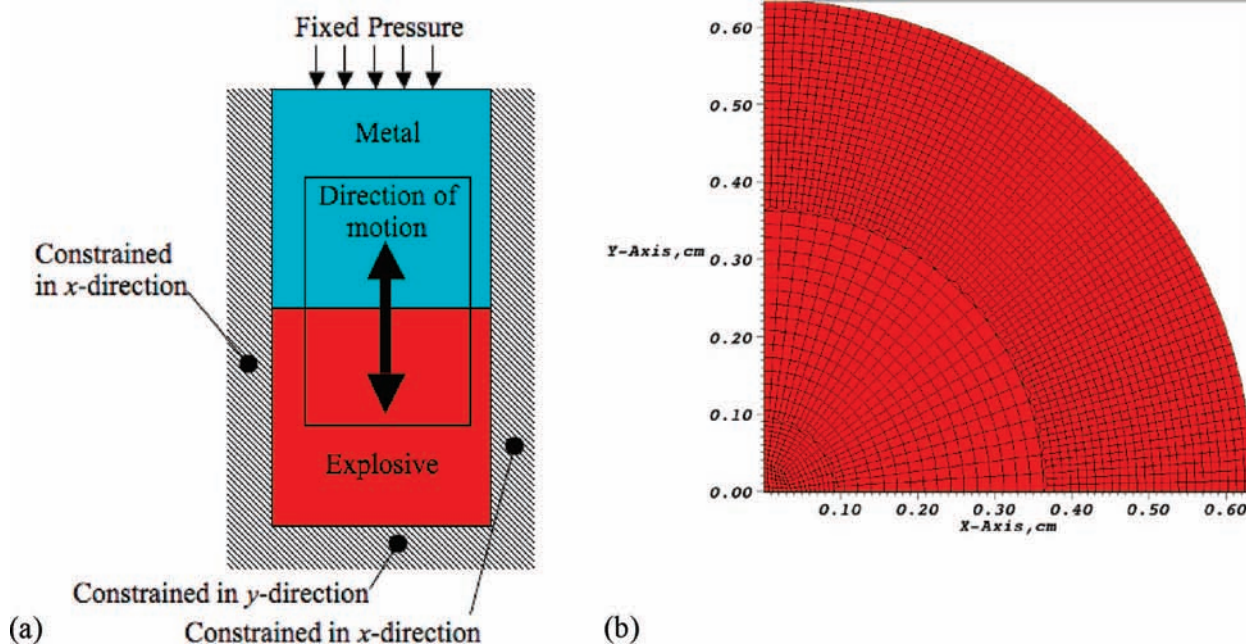 Fixed Pressure
Metal
Direction of
motion
Constrained
in x-direction
Explosive
Constrained in y-direction
(a)
Constrained in x-direction
0.60
0.50
0.40
Y-Axis,cm
0.30
0.20
0.10
0.00
0.10 0.20 0.30 0.40 0.50 0.60
X-Axis,cm
(b)